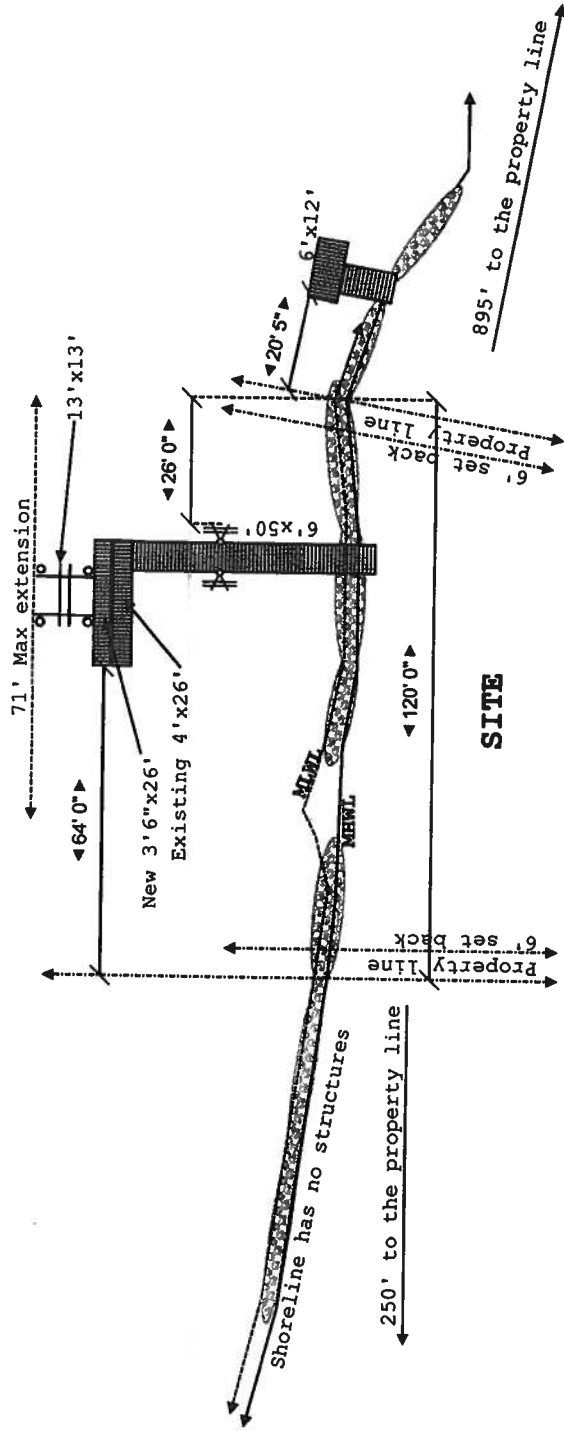 71' Max extension
13'x13'
◄64'0"►
New 3'6"x26'
Existing 4'x26'
◄26'0"►
6'x50'
◄20'5"►
6'x12'
MLWL
MHWL
Property line
6' set back
Property line
6' set back
◄120'0"►
SITE
Shoreline has no structures
250' to the property line
895' to the property line